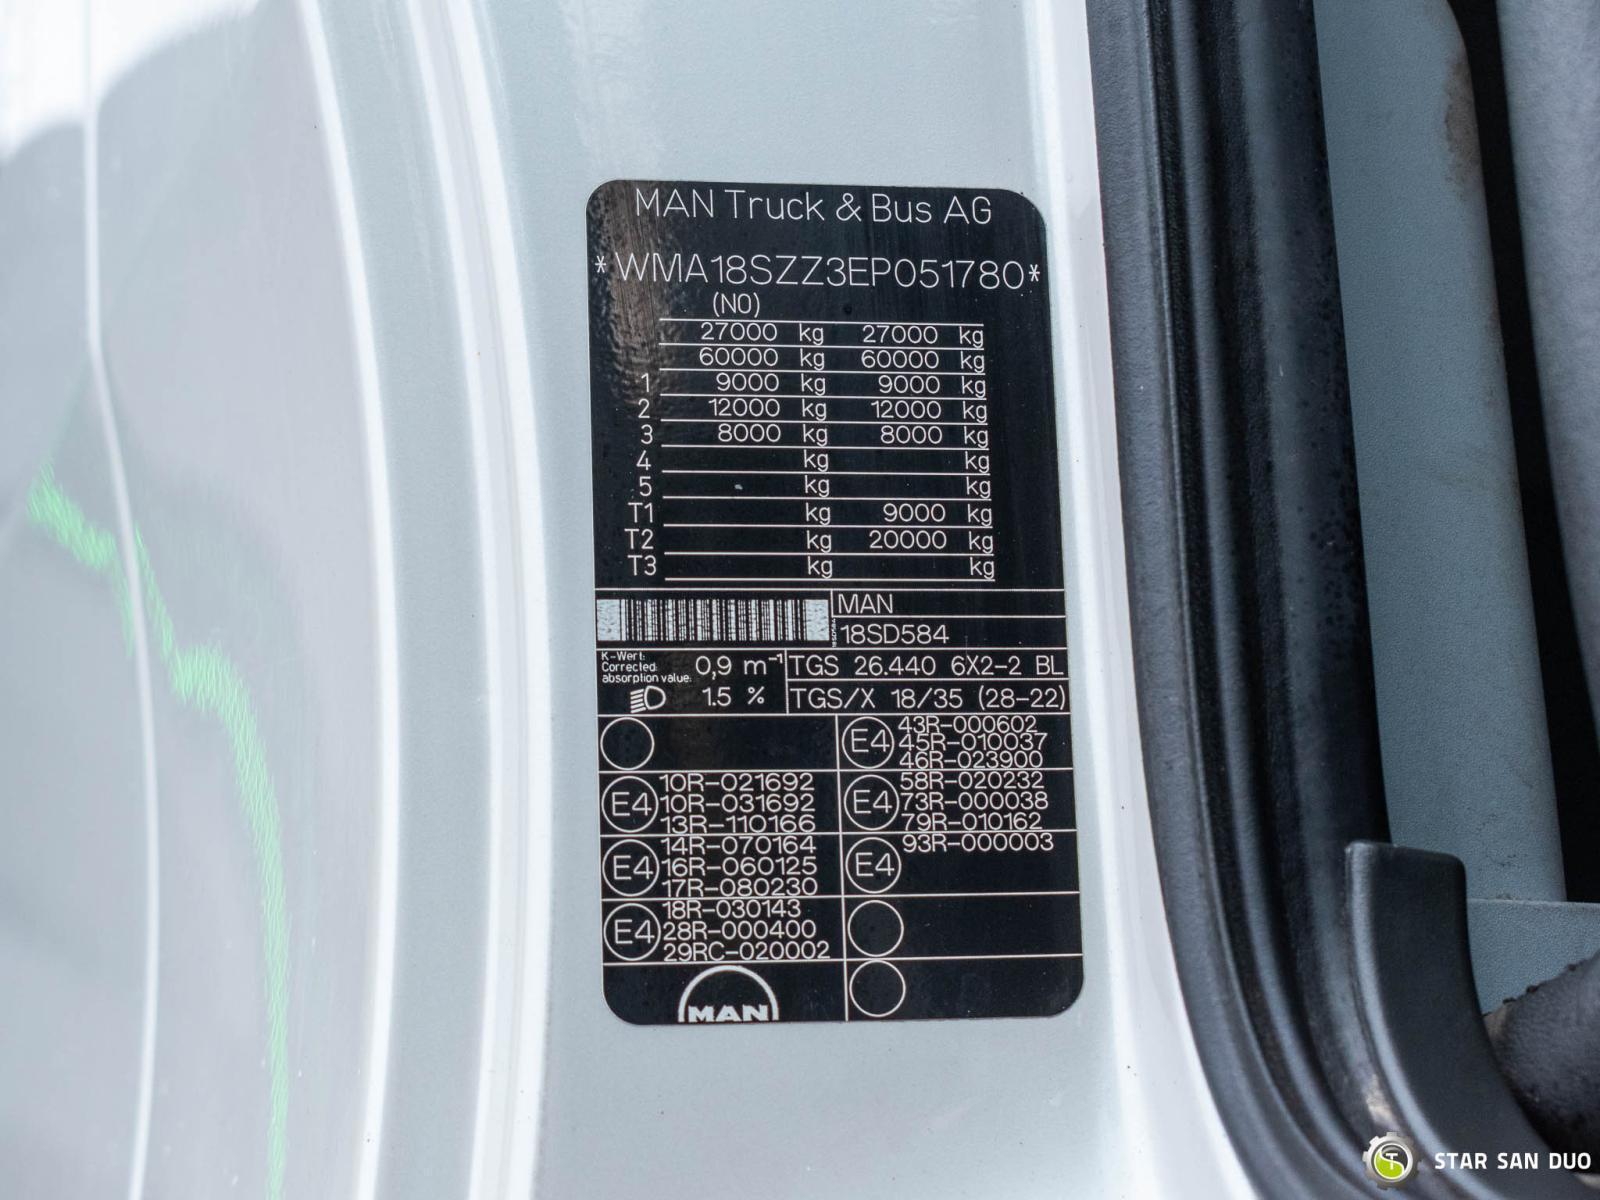 MAN Truck & Bus AG
*WMA18SZZ3EP051780*
(N0)
27000 kg 27000 kg
60000 kg 60000 kg
1 9000 kg 9000 kg
2 12000 kg 12000 kg
3 8000 kg 8000 kg
4 kg kg
5 kg kg
T1 kg 9000 kg
T2 kg 20000 kg
T3 kg kg
MAN
18SD584
18SD584
K-Wert:
Corrected
absorption value:
0,9 m⁻¹
TGS 26.440 6X2-2 BL
1.5 %
TGS/X 18/35 (28-22)
E4
43R-000602
45R-010037
46R-023900
E4
10R-021692
10R-031692
13R-110166
E4
58R-020232
73R-000038
79R-010162
E4
14R-070164
16R-060125
17R-080230
E4
93R-000003
E4
18R-030143
28R-000400
29RC-020002
MAN
STAR SAN DUO